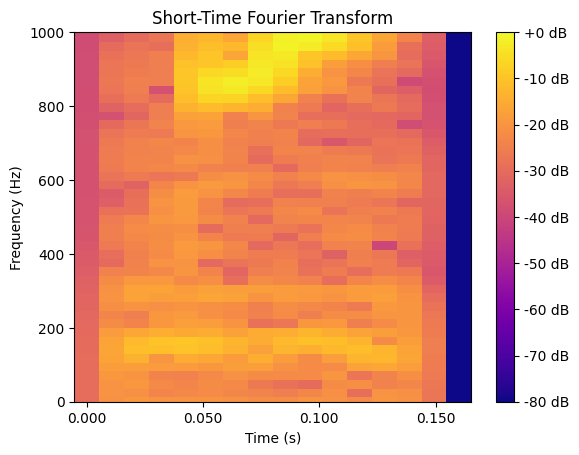 Short-Time Fourier Transform
1000
800
600
400
200
0
Frequency (Hz)
0.000
0.050
0.100
0.150
Time (s)
+0 dB
-10 dB
-20 dB
-30 dB
-40 dB
-50 dB
-60 dB
-70 dB
-80 dB